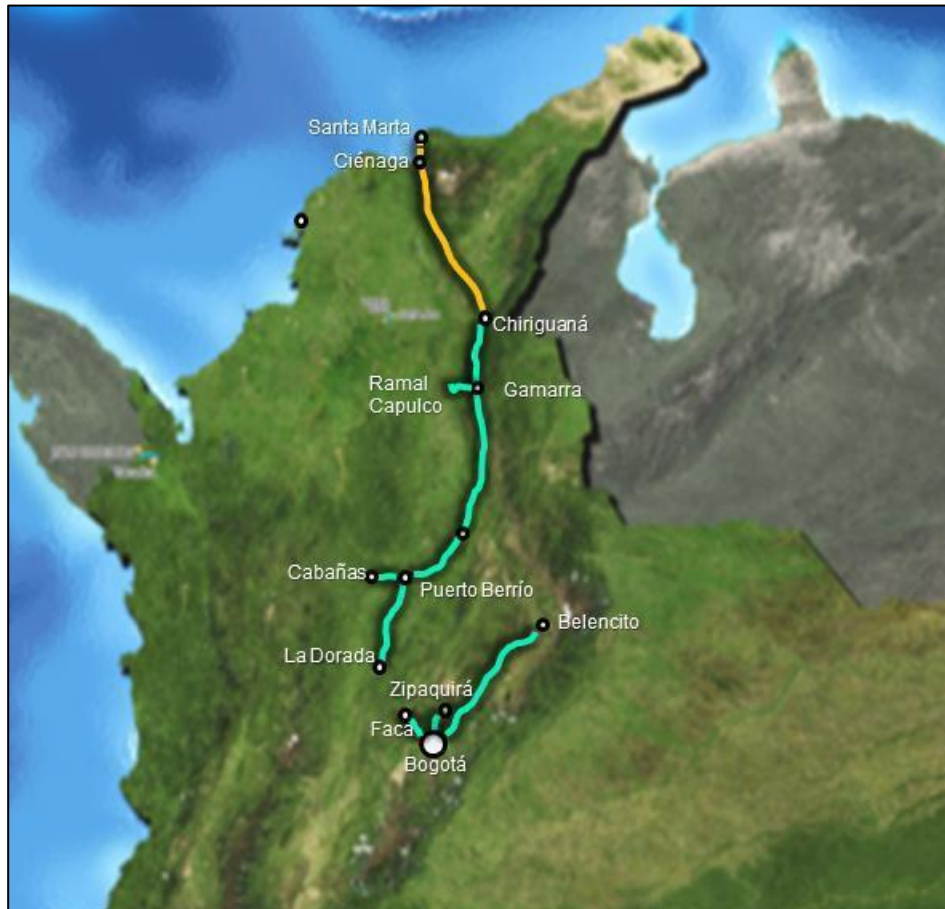 Santa Marta
Ciénaga
Chiriguaná
Ramal
Capulco
Gamarra
Cabañas
Puerto Berrío
Belencito
La Dorada
Zipaquirá
Faca
Bogotá